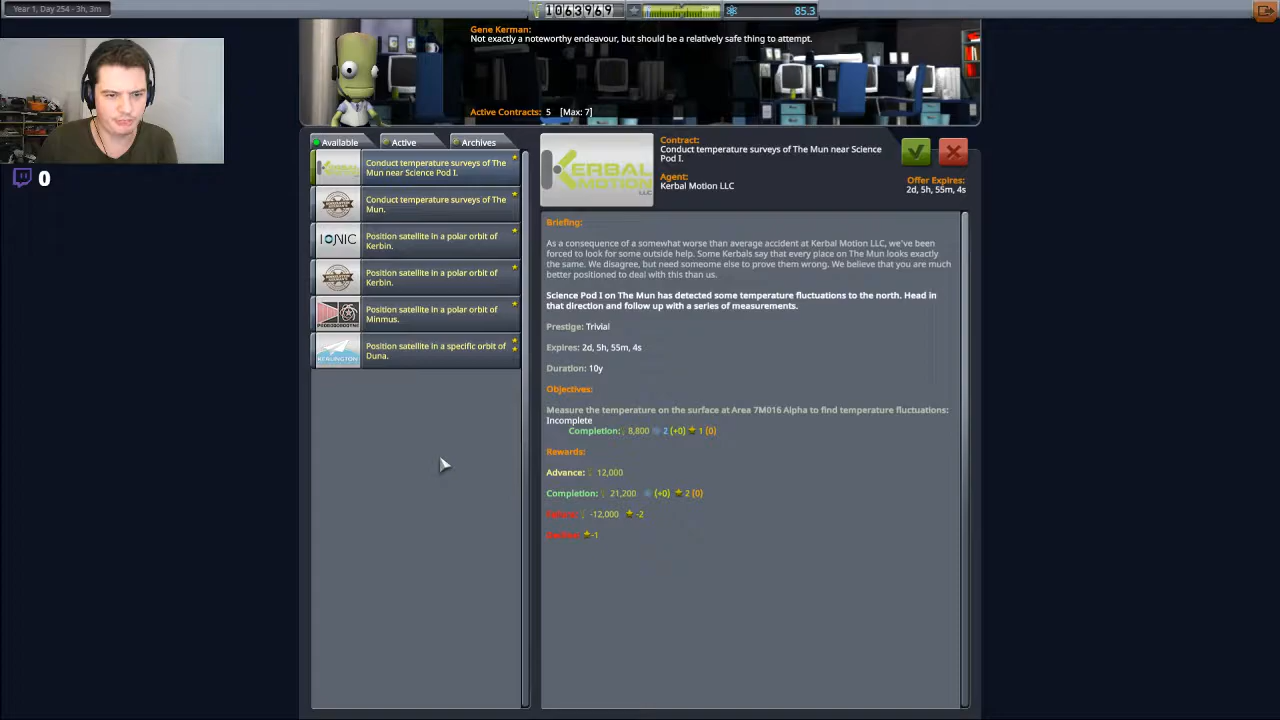 Year 1, Day 254 - 3h, 3m
1063969
85.3
Gene Kerman:
Not exactly a noteworthy endeavour, but should be a relatively safe thing to attempt.
Active Contracts: 5 [Max: 7]
Available
Active
Archives
0
Conduct temperature surveys of The
Mun near Science Pod I.
Conduct temperature surveys of The
Mun.
IONIC
Position satellite in a polar orbit of
Kerbin.
Position satellite in a polar orbit of
Kerbin.
Position satellite in a polar orbit of
Minmus.
Position satellite in a specific orbit of
Duna.
KERBAL
MOTION
LLC
Contract:
Conduct temperature surveys of The Mun near Science
Pod I.
Agent:
Kerbal Motion LLC
Offer Expires:
2d, 5h, 55m, 4s
Briefing:
As a consequence of a somewhat worse than average accident at Kerbal Motion LLC, we've been
forced to look for some outside help. Some Kerbals say that every place on The Mun looks exactly
the same. We disagree, but need someone else to prove them wrong. We believe that you are much
better positioned to deal with this than us.
Science Pod I on The Mun has detected some temperature fluctuations to the north. Head in
that direction and follow up with a series of measurements.
Prestige: Trivial
Expires: 2d, 5h, 55m, 4s
Duration: 10y
Objectives:
Measure the temperature on the surface at Area 7M016 Alpha to find temperature fluctuations:
Incomplete
Completion: 8,800 2 (+0) 1 (0)
Rewards:
Advance: 12,000
Completion: 21,200 (+0) 2 (0)
-12,000 -2
-1